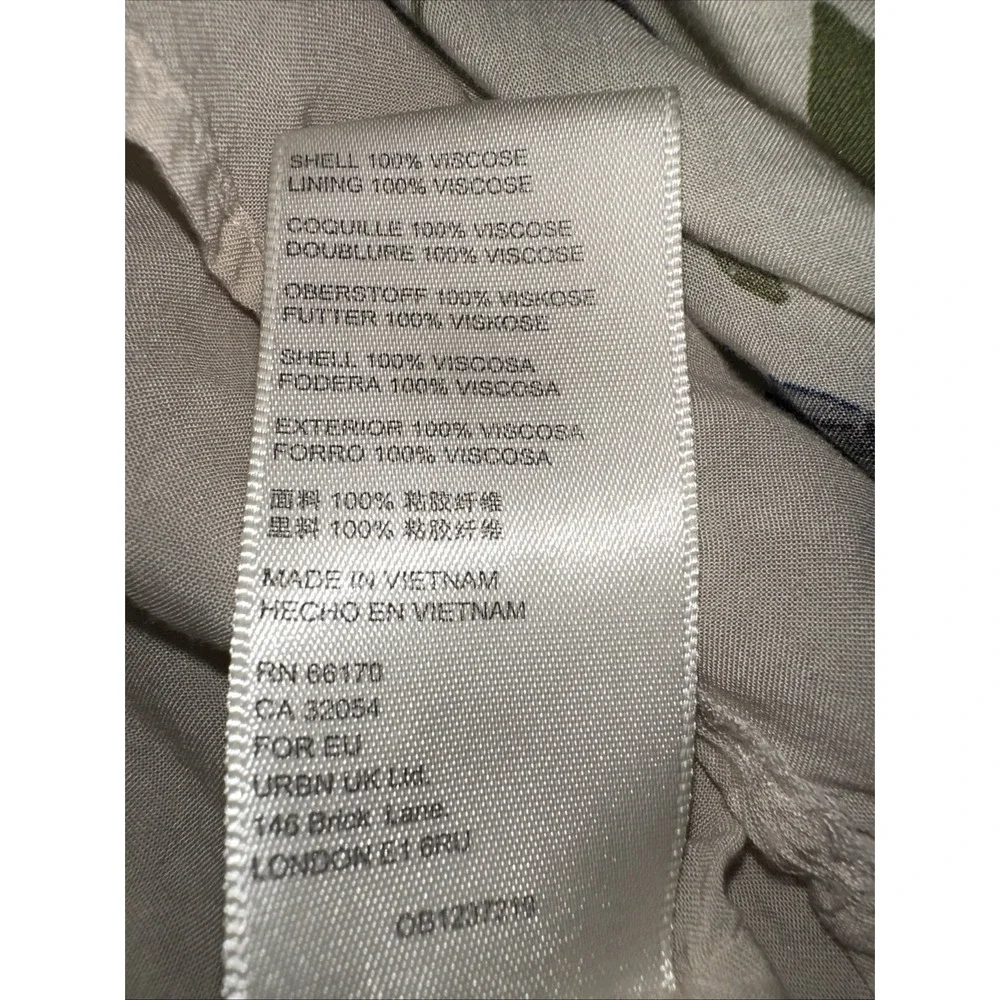 SHELL 100% VISCOSE
LINING 100% VISCOSE
COQUILLE 100% VISCOSE
DOUBLURE 100% VISCOSE
OBERSTOFF 100% VISKOSE
FUTTER 100% VISKOSE
SHELL 100% VISCOSA
FODERA 100% VISCOSA
EXTERIOR 100% VISCOSA
FORRO 100% VISCOSA
面料 100% 粘胶纤维
里料 100% 粘胶纤维
MADE IN VIETNAM
HECHO EN VIETNAM
RN 66170
CA 32054
FOR EU
URBN UK Ltd.
146 Brick Lane.
LONDON E1 6RU
OB1237219